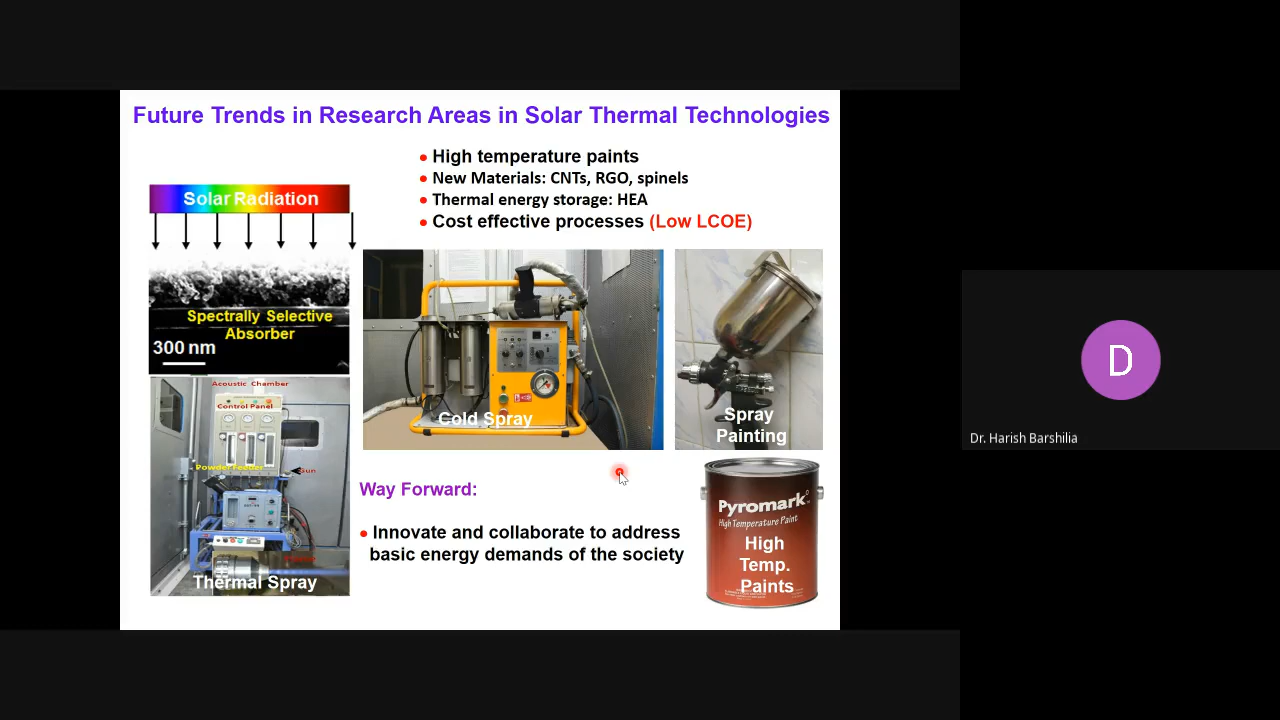 Future Trends in Research Areas in Solar Thermal Technologies
• High temperature paints
• New Materials: CNTs, RGO, spinels
• Thermal energy storage: HEA
• Cost effective processes (Low LCOE)
Solar Radiation
Spectrally Selective
Absorber
300 nm
Acoustic Chamber
Control Panel
Powder Feeder
Gun
Thermal Spray
Cold Spray
Spray
Painting
Way Forward:
• Innovate and collaborate to address
basic energy demands of the society
Pyromark
High Temperature Paint
High
Temp.
Paints
D
Dr. Harish Barshilia